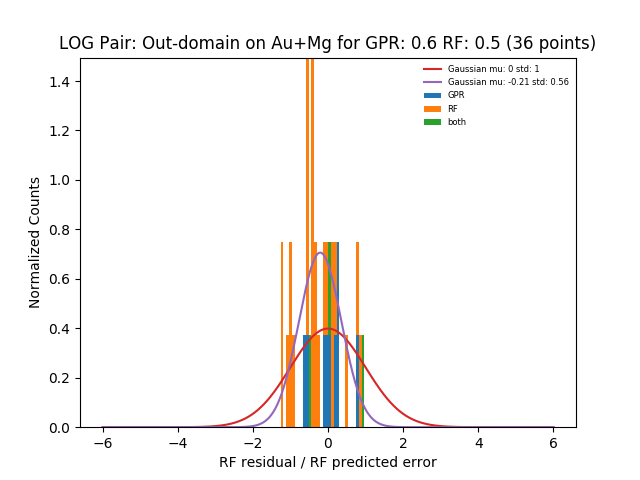 LOG Pair: Out-domain on Au+Mg for GPR: 0.6 RF: 0.5 (36 points)
Gaussian mu: 0 std: 1
Gaussian mu: -0.21 std: 0.56
GPR
RF
both
Normalized Counts
1.4
1.2
1.0
0.8
0.6
0.4
0.2
0.0
−6 −4 −2 0 2 4 6
RF residual / RF predicted error